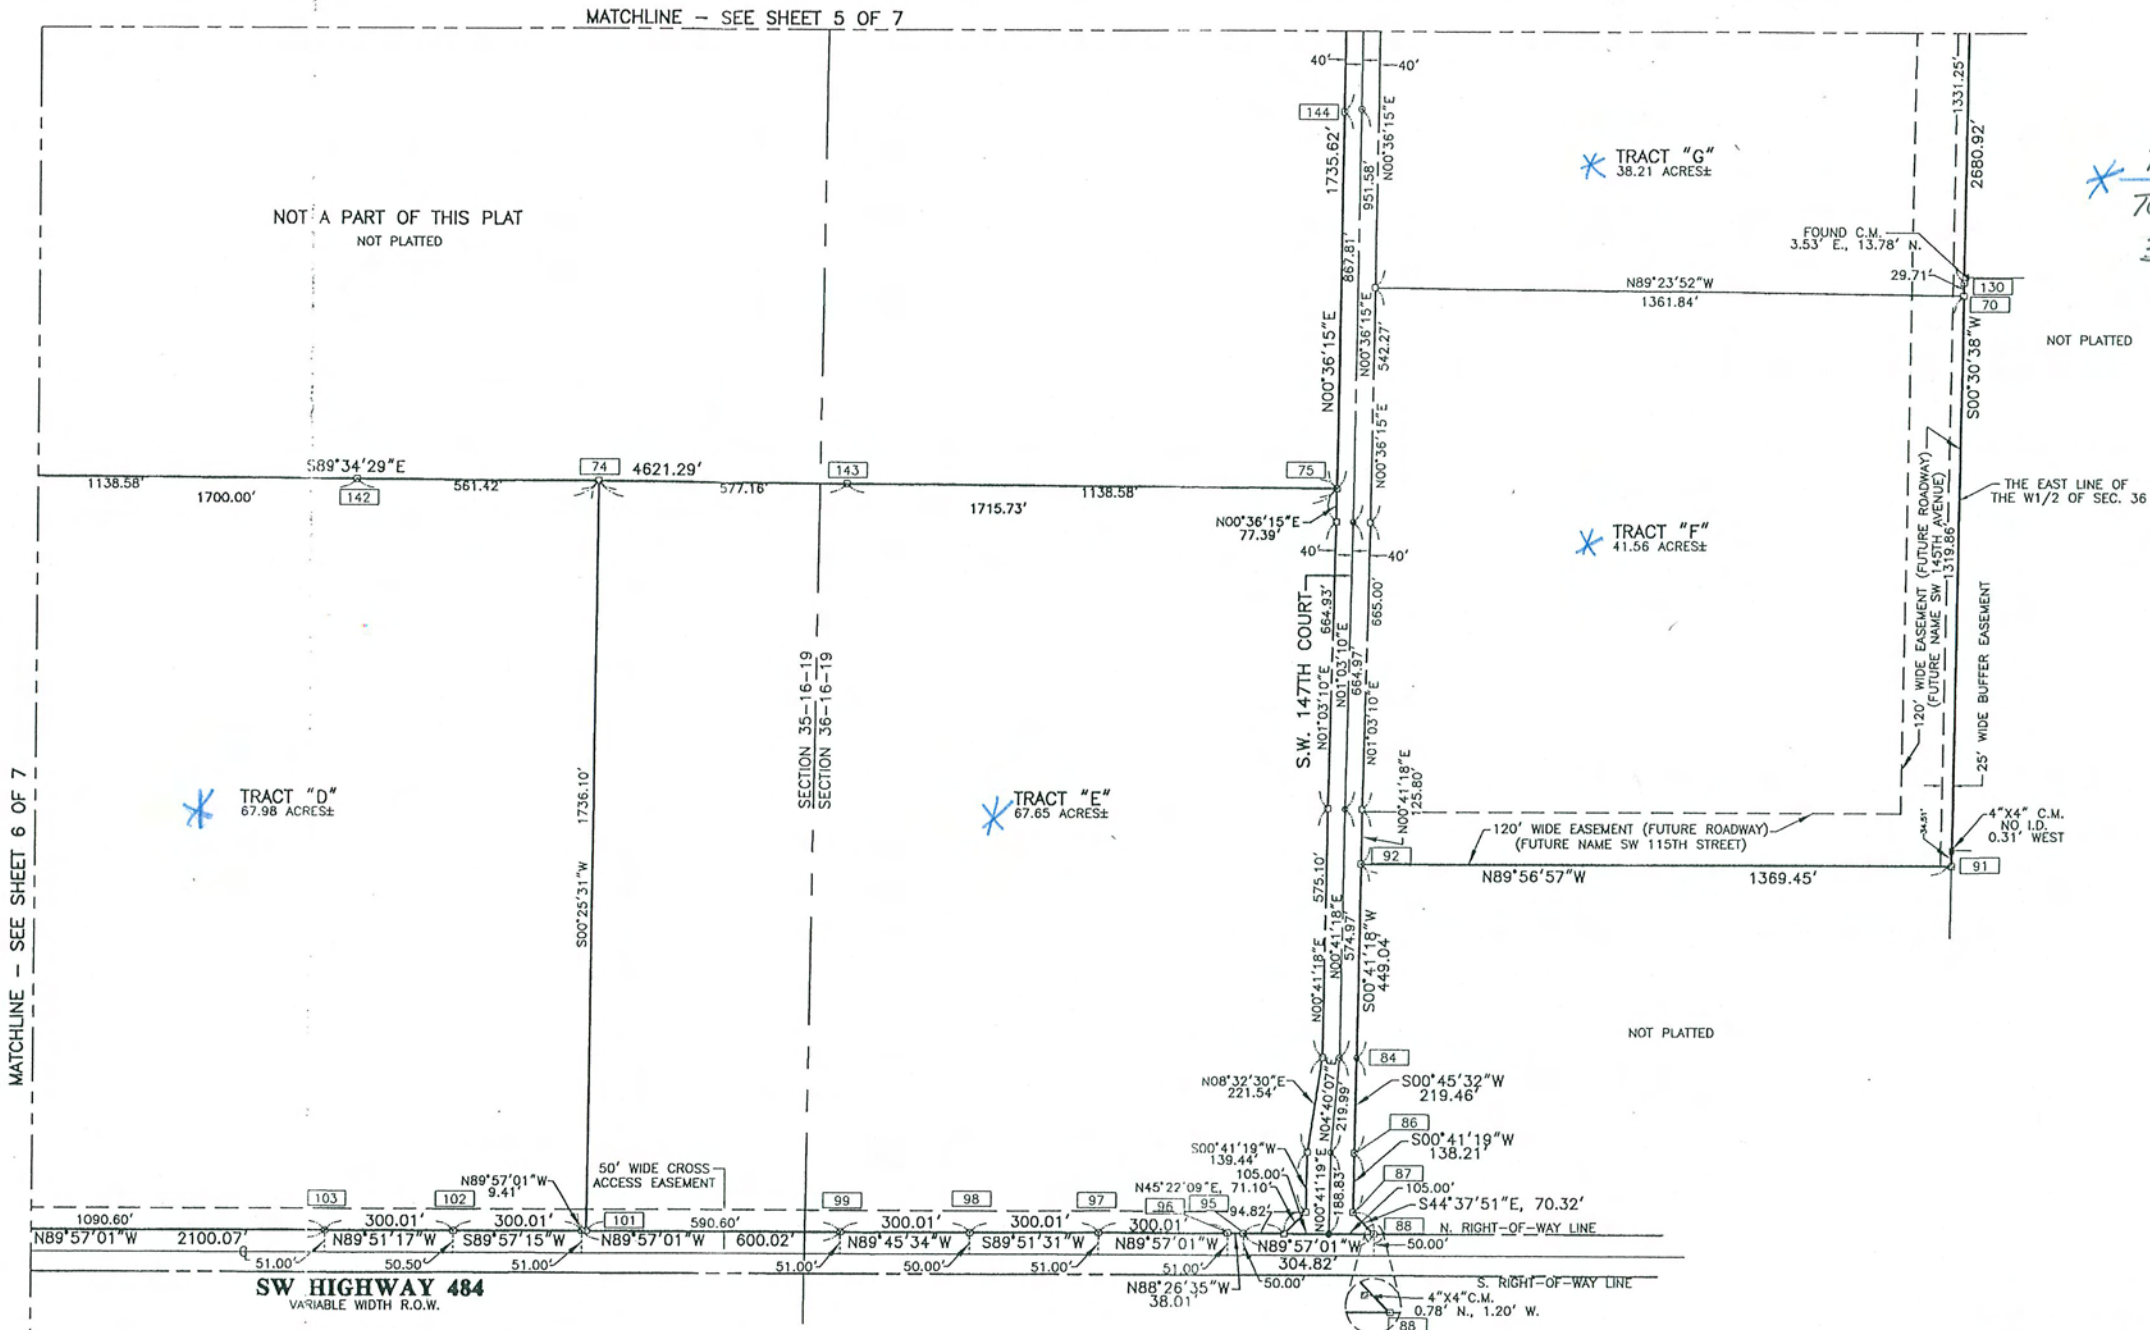 MATCHLINE - SEE SHEET 5 OF 7
40'
40'
144
1735.62'
951.58'
N00°36'15"E
867.81'
TRACT "G"
38.21 ACRES±
1331.25'
2680.92'
NOT A PART OF THIS PLAT
NOT PLATTED
FOUND C.M.
3.53' E., 13.78' N.
29.71'
130
70
N89°23'52"W
1361.84'
NOT PLATTED
N00°36'15"E
N00°36'15"E
542.27'
N00°36'15"E
S00°30'38"W
S89°34'29"E
74
4621.29'
143
75
1138.58'
1700.00'
142
561.42'
577.16'
1715.73'
1138.58'
N00°36'15"E
77.39'
40'
40'
THE EAST LINE OF
THE W1/2 OF SEC. 36
TRACT "F"
41.56 ACRES±
120' WIDE EASEMENT (FUTURE ROADWAY)
(FUTURE NAME SW 145TH AVENUE)
1319.86'
25' WIDE BUFFER EASEMENT
S.W. 147TH COURT
664.93'
N01°03'10"E
N01°03'10"E
664.97'
665.00'
N01°03'10"E
SECTION 35-16-19
SECTION 36-16-19
MATCHLINE - SEE SHEET 6 OF 7
TRACT "D"
67.98 ACRES±
1736.10'
S00°25'31"W
TRACT "E"
67.65 ACRES±
N00°41'18"E
125.80'
120' WIDE EASEMENT (FUTURE ROADWAY)
(FUTURE NAME SW 115TH STREET)
34.51'
4"X4" C.M.
NO I.D.
0.31' WEST
92
91
N89°56'57"W
1369.45'
575.10'
N00°41'18"E
N00°41'18"E
574.97'
S00°41'18"W
449.04'
NOT PLATTED
84
N08°32'30"E
221.54'
N04°40'07"E
219.99'
S00°45'32"W
219.46'
86
S00°41'19"W
139.44'
S00°41'19"W
138.21'
N00°41'19"E
188.83'
87
105.00'
105.00'
N45°22'09"E, 71.10'
S44°37'51"E, 70.32'
50' WIDE CROSS
ACCESS EASEMENT
N89°57'01"W
9.41'
103
102
101
99
98
97
96
95
94.82'
88
N. RIGHT-OF-WAY LINE
1090.60'
300.01'
300.01'
590.60'
300.01'
300.01'
300.01'
N89°57'01"W
2100.07'
N89°51'17"W
S89°57'15"W
N89°57'01"W
600.02'
N89°45'34"W
S89°51'31"W
N89°57'01"W
N89°57'01"W
304.82'
50.00'
51.00'
50.50'
51.00'
51.00'
50.00'
51.00'
51.00'
50.00'
N88°26'35"W
38.01'
SW HIGHWAY 484
VARIABLE WIDTH R.O.W.
S. RIGHT-OF-WAY LINE
4"X4"C.M.
0.78' N., 1.20' W.
88